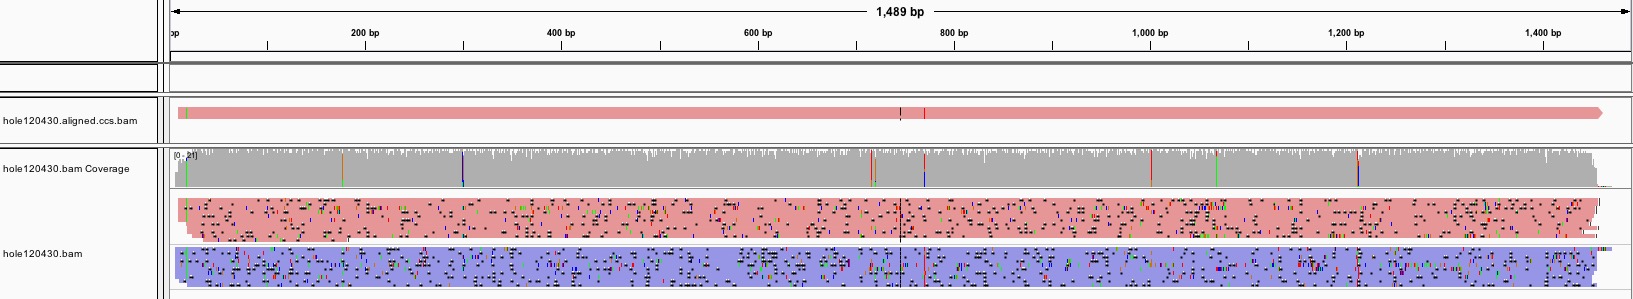 1,489 bp
bp 200 bp 400 bp 600 bp 800 bp 1,000 bp 1,200 bp 1,400 bp
hole120430.aligned.ccs.bam
[0 - 21]
hole120430.bam Coverage
hole120430.bam